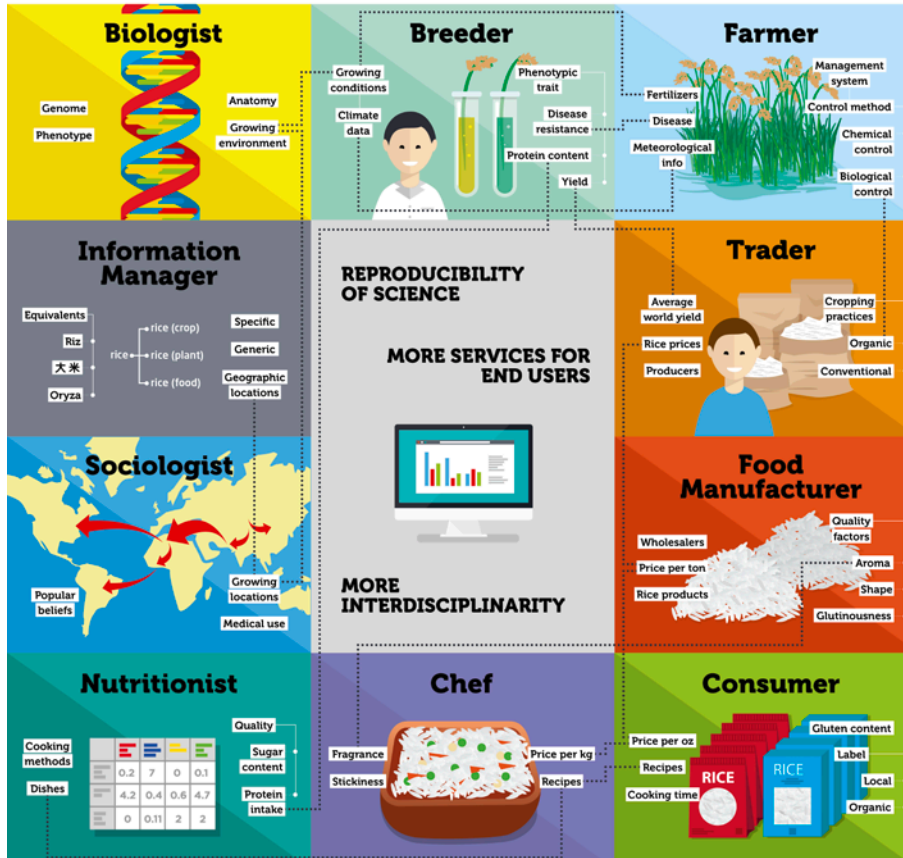 Biologist
Genome
Phenotype
Anatomy
Growing
environment
Breeder
Growing
conditions
Climate
data
Phenotypic
trait
Disease
resistance
Protein content
Yield
Farmer
Fertilizers
Disease
Meteorological
info
Management
system
Control method
Chemical
control
Biological
control
Information
Manager
Equivalents
Riz
大米
Oryza
rice
rice (crop)
rice (plant)
rice (food)
Specific
Generic
Geographic
locations
REPRODUCIBILITY
OF SCIENCE
MORE SERVICES FOR
END USERS
MORE
INTERDISCIPLINARITY
Trader
Average
world yield
Rice prices
Producers
Cropping
practices
Organic
Conventional
Sociologist
Popular
beliefs
Growing
locations
Medical use
Food
Manufacturer
Wholesalers
Price per ton
Rice products
Quality
factors
Aroma
Shape
Glutinousness
Nutritionist
Cooking
methods
Dishes
0.2 7 0 0.1
4.2 0.4 0.6 4.7
0 0.11 2 2
Quality
Sugar
content
Protein
intake
Chef
Fragrance
Stickiness
Price per kg
Recipes
Consumer
Price per oz
Recipes
Cooking time
RICE
RICE
Gluten content
Label
Local
Organic